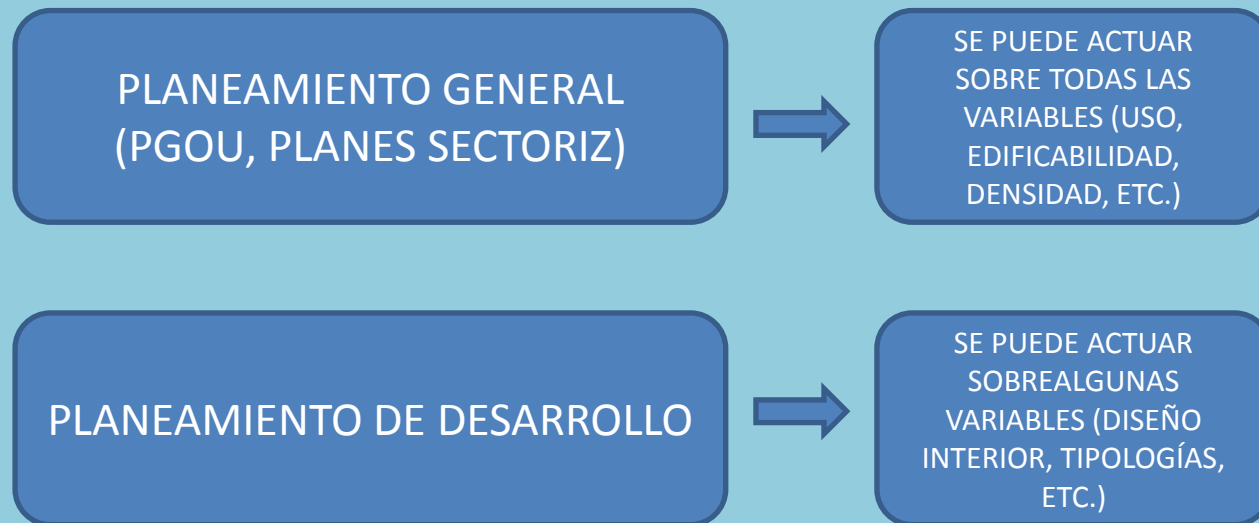 PLANEAMIENTO GENERAL
(PGOU, PLANES SECTORIZ)
SE PUEDE ACTUAR
SOBRE TODAS LAS
VARIABLES (USO,
EDIFICABILIDAD,
DENSIDAD, ETC.)
PLANEAMIENTO DE DESARROLLO
SE PUEDE ACTUAR
SOBREALGUNAS
VARIABLES (DISEÑO
INTERIOR, TIPOLOGÍAS,
ETC.)